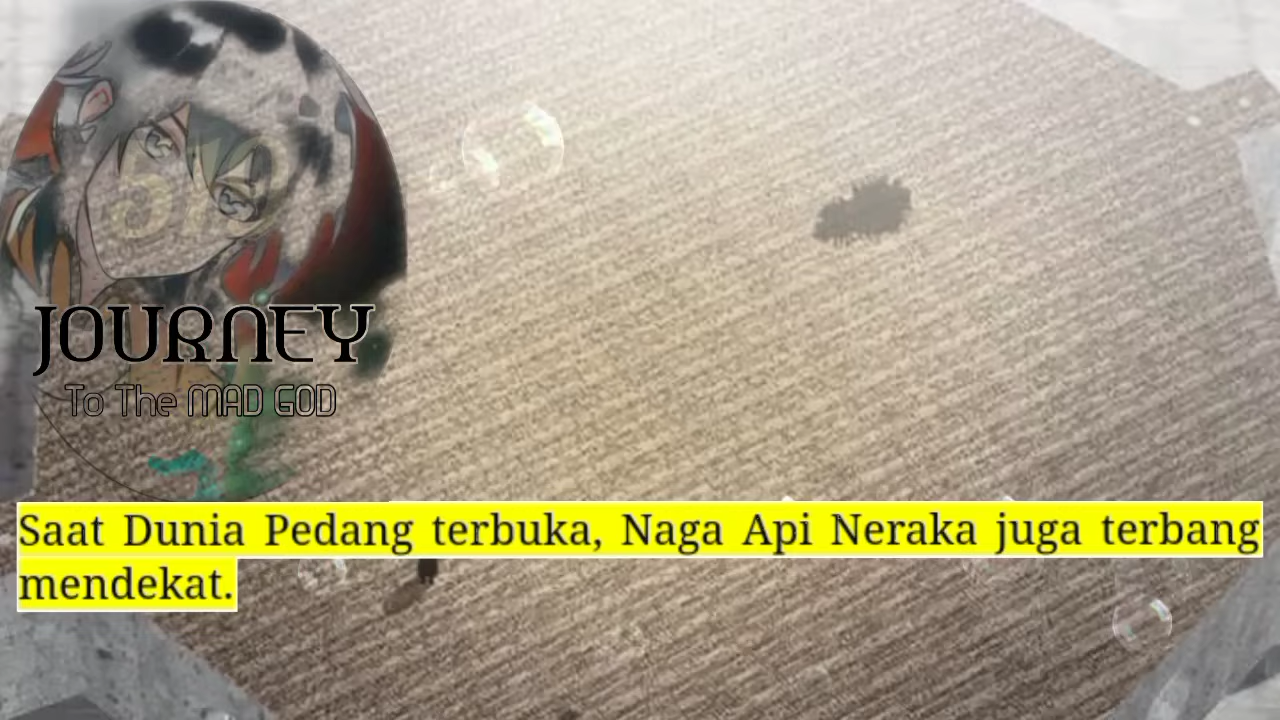 JOURNEY
To The MAD GOD
Saat Dunia Pedang terbuka, Naga Api Neraka juga terbang
mendekat.